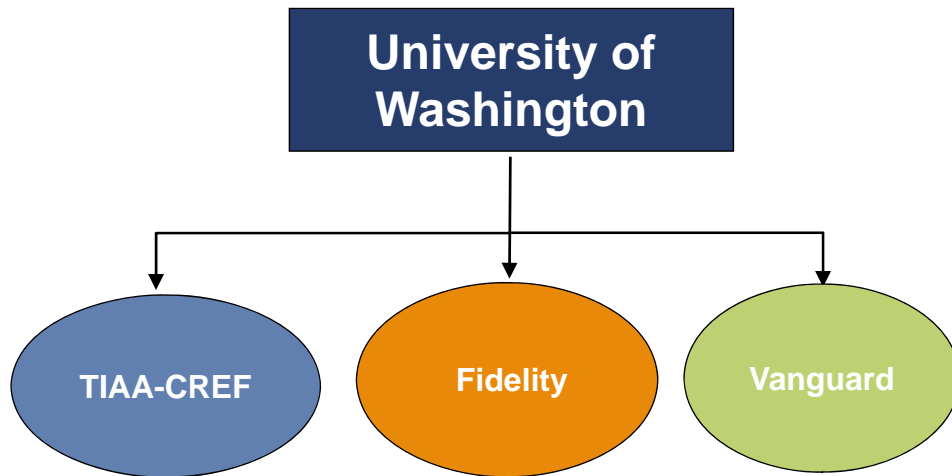 University of
Washington
TIAA-CREF
Fidelity
Vanguard